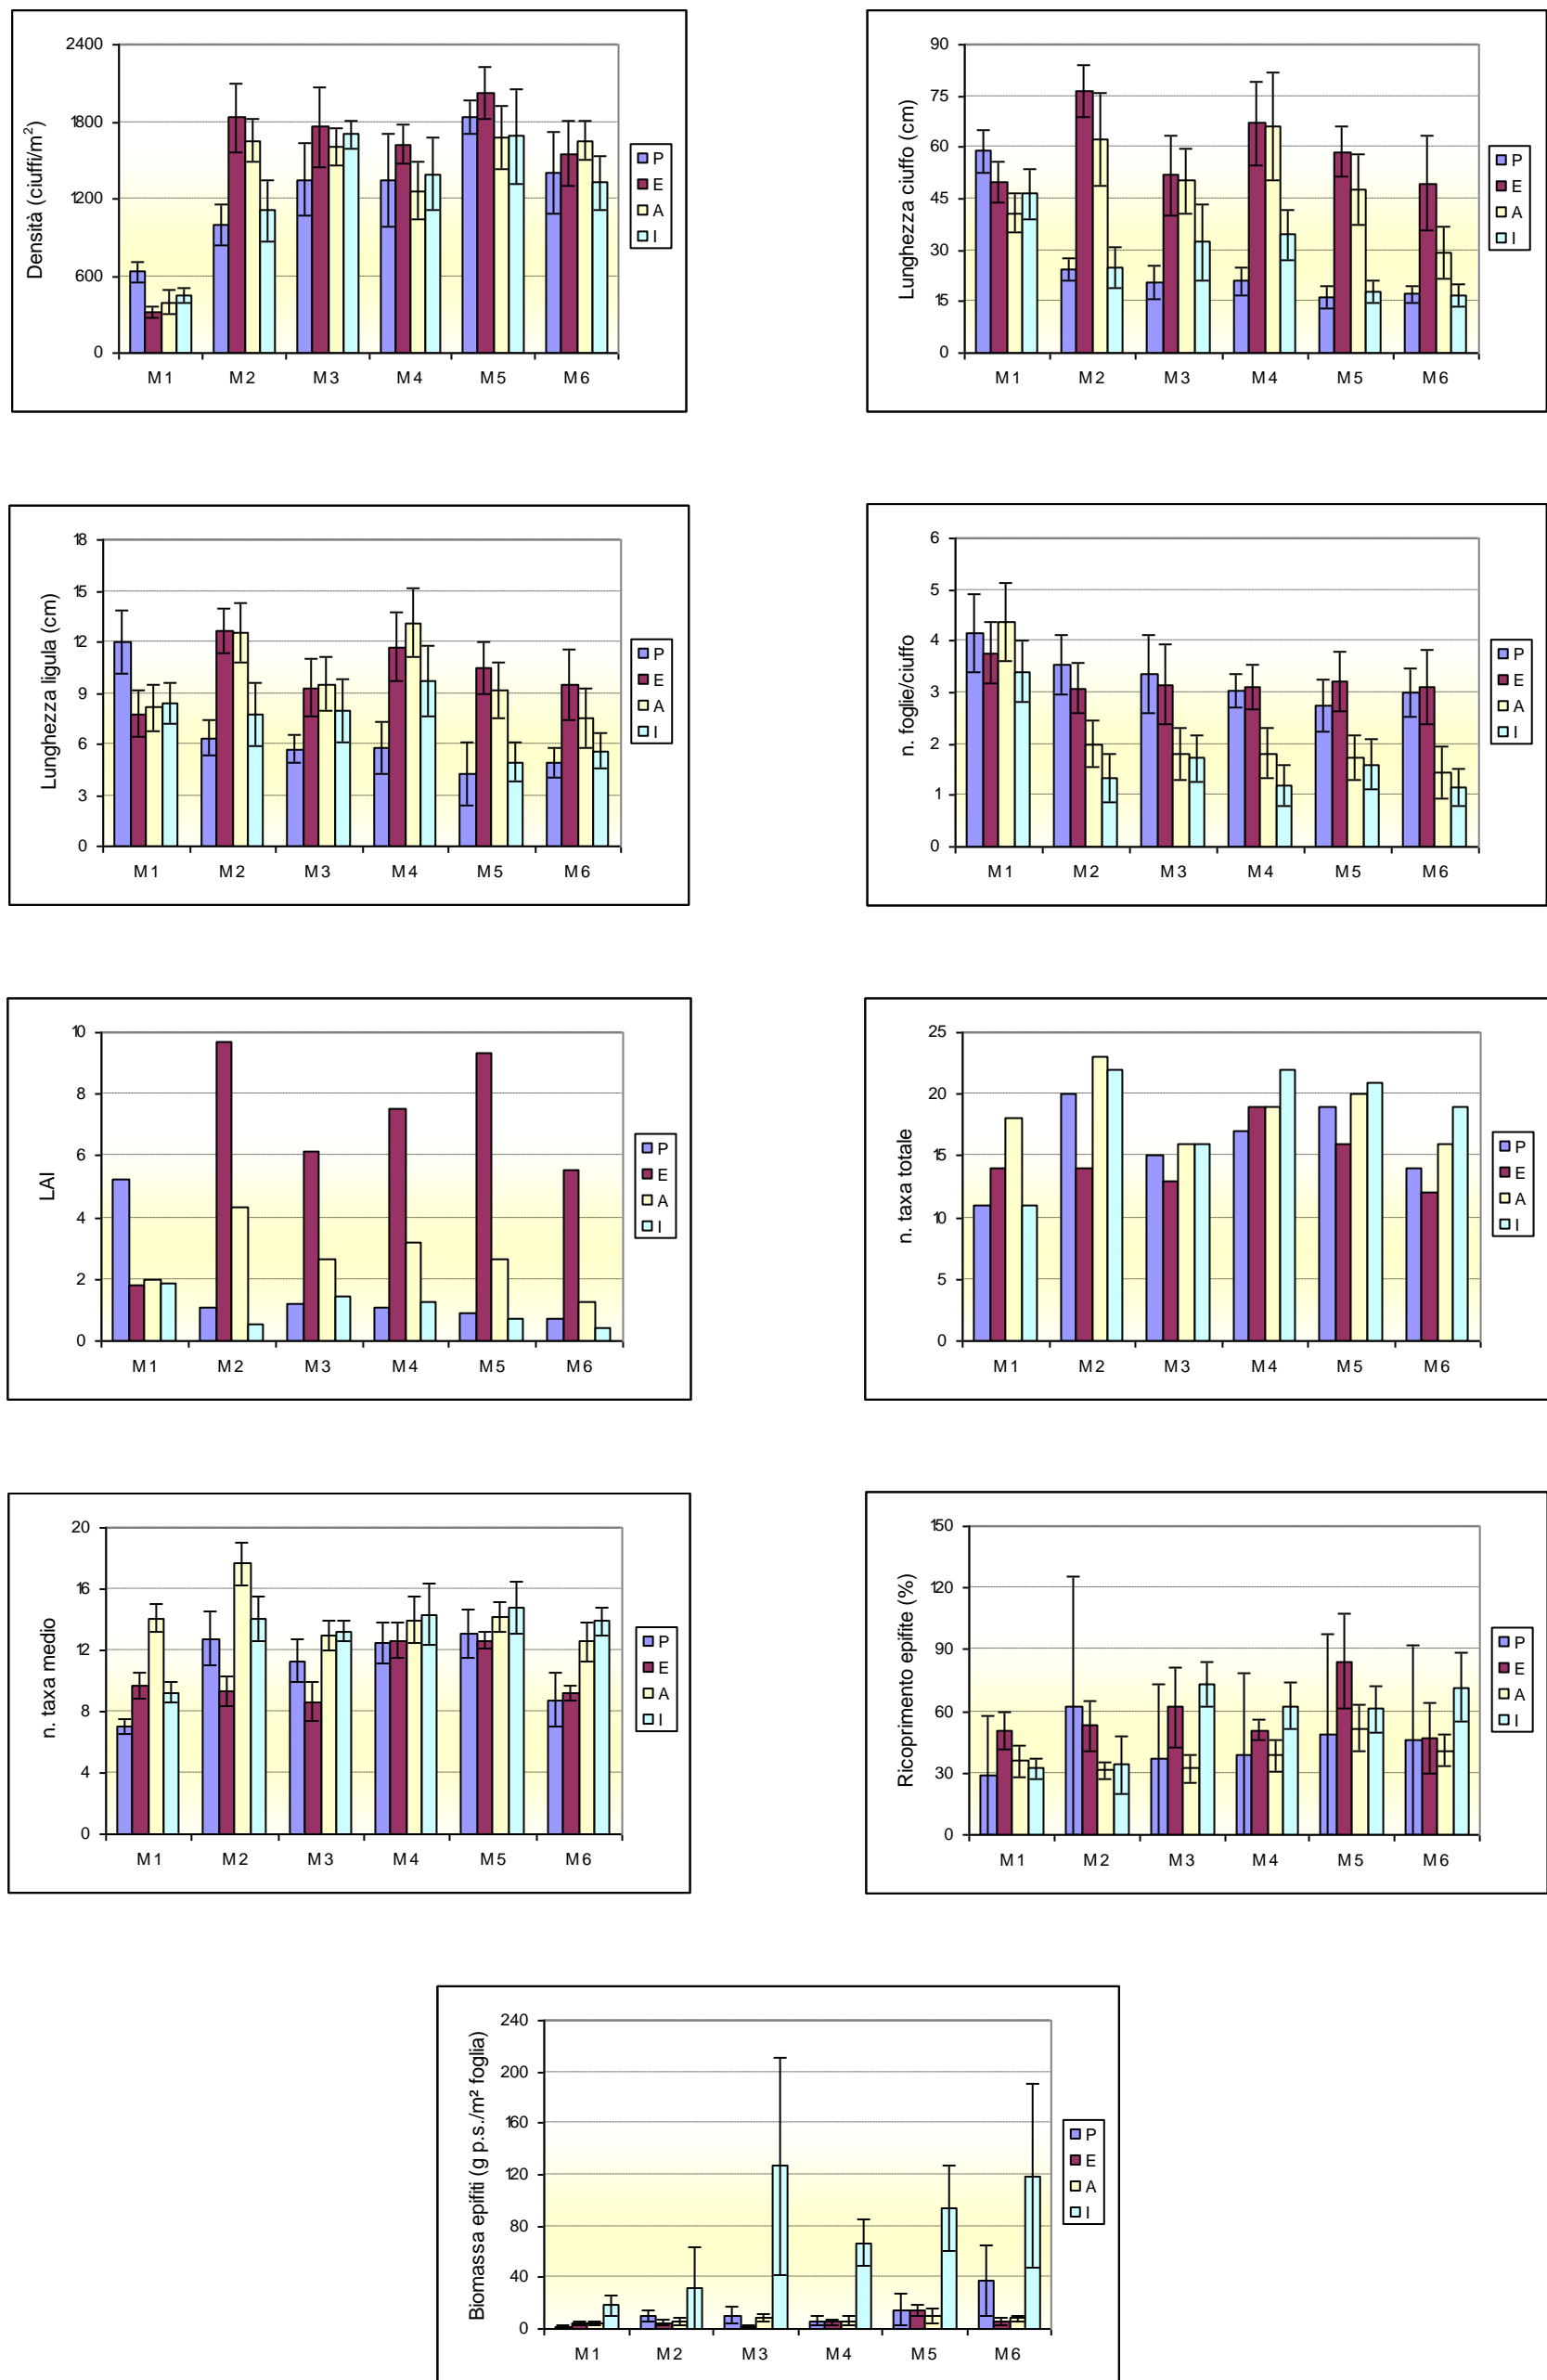 Densità (ciuffi/m²)
2400
1800
1200
600
0
M1 M2 M3 M4 M5 M6
P
E
A
I
Lunghezza ciuffo (cm)
90
75
60
45
30
15
0
M1 M2 M3 M4 M5 M6
P
E
A
I
Lunghezza ligula (cm)
18
15
12
9
6
3
0
M1 M2 M3 M4 M5 M6
P
E
A
I
n. foglie/ciuffo
6
5
4
3
2
1
0
M1 M2 M3 M4 M5 M6
P
E
A
I
LAI
10
8
6
4
2
0
M1 M2 M3 M4 M5 M6
P
E
A
I
n. taxa totale
25
20
15
10
5
0
M1 M2 M3 M4 M5 M6
P
E
A
I
n. taxa medio
20
16
12
8
4
0
M1 M2 M3 M4 M5 M6
P
E
A
I
Ricoprimento epifite (%)
150
120
90
60
30
0
M1 M2 M3 M4 M5 M6
P
E
A
I
Biomassa epifiti (g p.s./m² foglia)
240
200
160
120
80
40
0
M1 M2 M3 M4 M5 M6
P
E
A
I